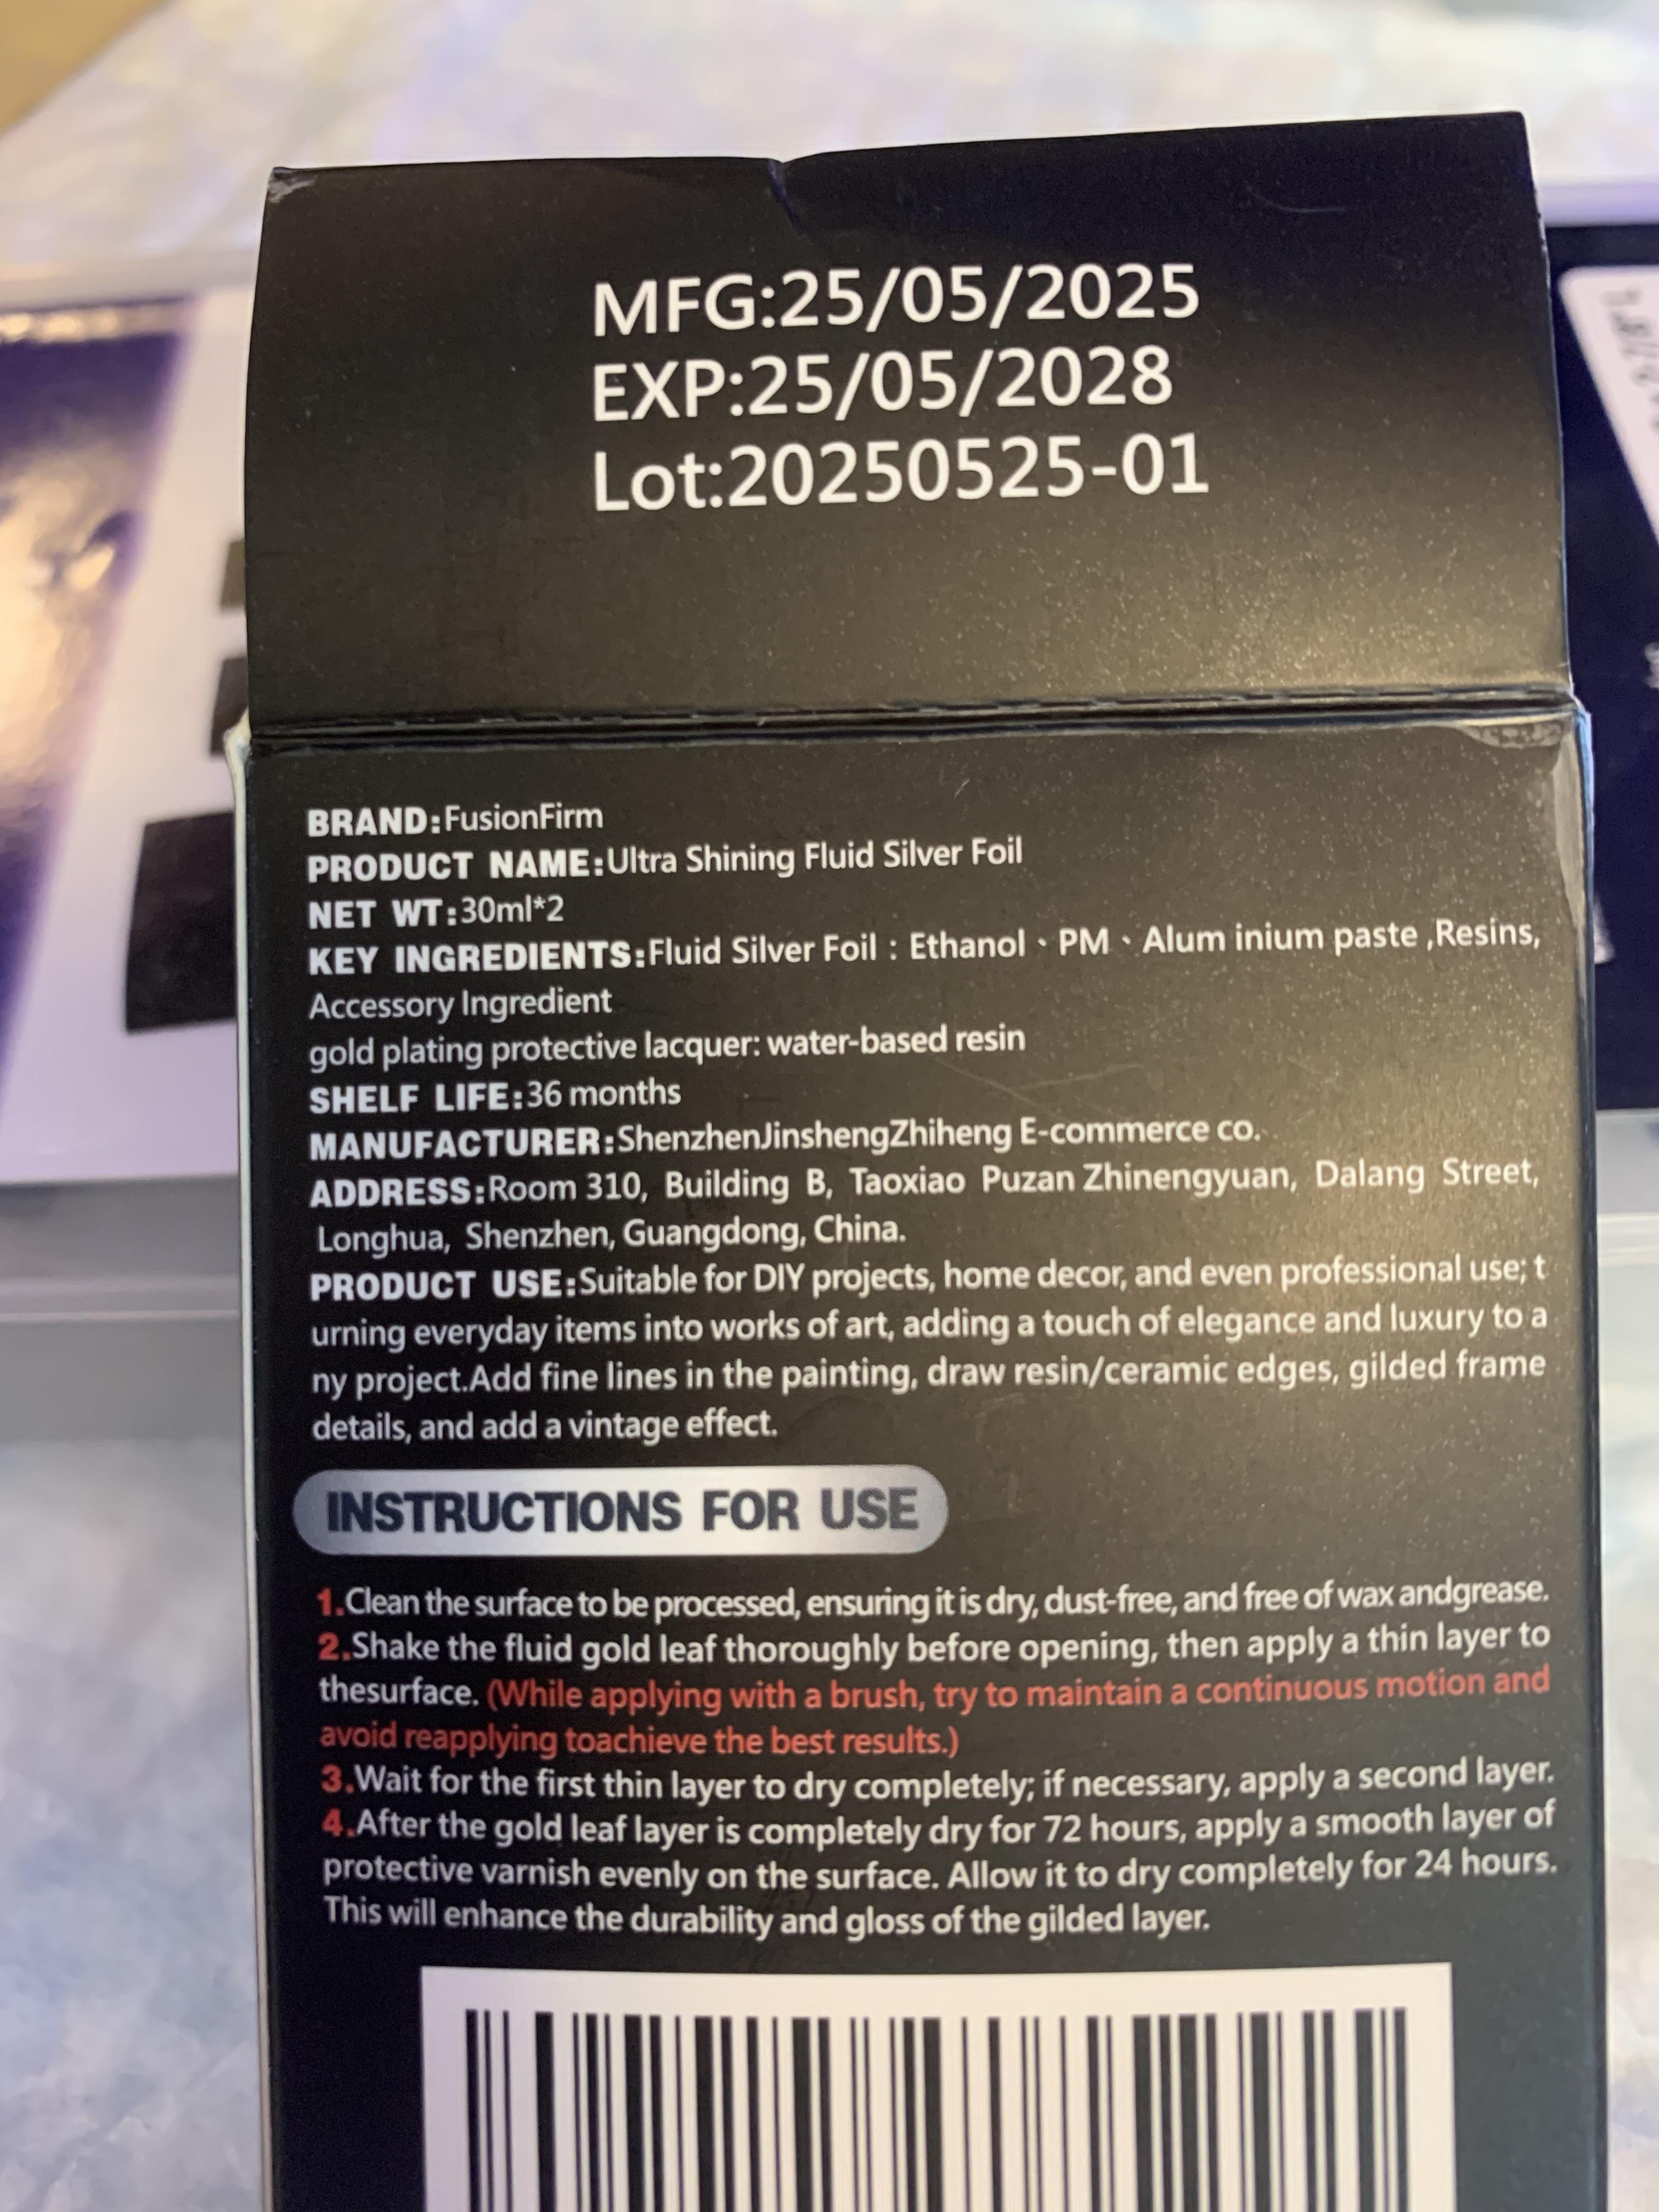 MFG:25/05/2025
EXP:25/05/2028
Lot:20250525-01
BRAND:FusionFirm
PRODUCT NAME:Ultra Shining Fluid Silver Foil
NET WT:30ml*2
KEY INGREDIENTS:Fluid Silver Foil : Ethanol、PM、Alum inium paste ,Resins,
Accessory Ingredient
gold plating protective lacquer: water-based resin
SHELF LIFE:36 months
MANUFACTURER:ShenzhenJinshengZhiheng E-commerce co.
ADDRESS:Room 310, Building B, Taoxiao Puzan Zhinengyuan, Dalang Street,
Longhua, Shenzhen, Guangdong, China.
PRODUCT USE:Suitable for DIY projects, home decor, and even professional use; t
urning everyday items into works of art, adding a touch of elegance and luxury to a
ny project.Add fine lines in the painting, draw resin/ceramic edges, gilded frame
details, and add a vintage effect.
INSTRUCTIONS FOR USE
1.Clean the surface to be processed, ensuring it is dry, dust-free, and free of wax andgrease.
2.Shake the fluid gold leaf thoroughly before opening, then apply a thin layer to
thesurface. (While applying with a brush, try to maintain a continuous motion and
avoid reapplying toachieve the best results.)
3.Wait for the first thin layer to dry completely; if necessary, apply a second layer.
4.After the gold leaf layer is completely dry for 72 hours, apply a smooth layer of
protective varnish evenly on the surface. Allow it to dry completely for 24 hours.
This will enhance the durability and gloss of the gilded layer.